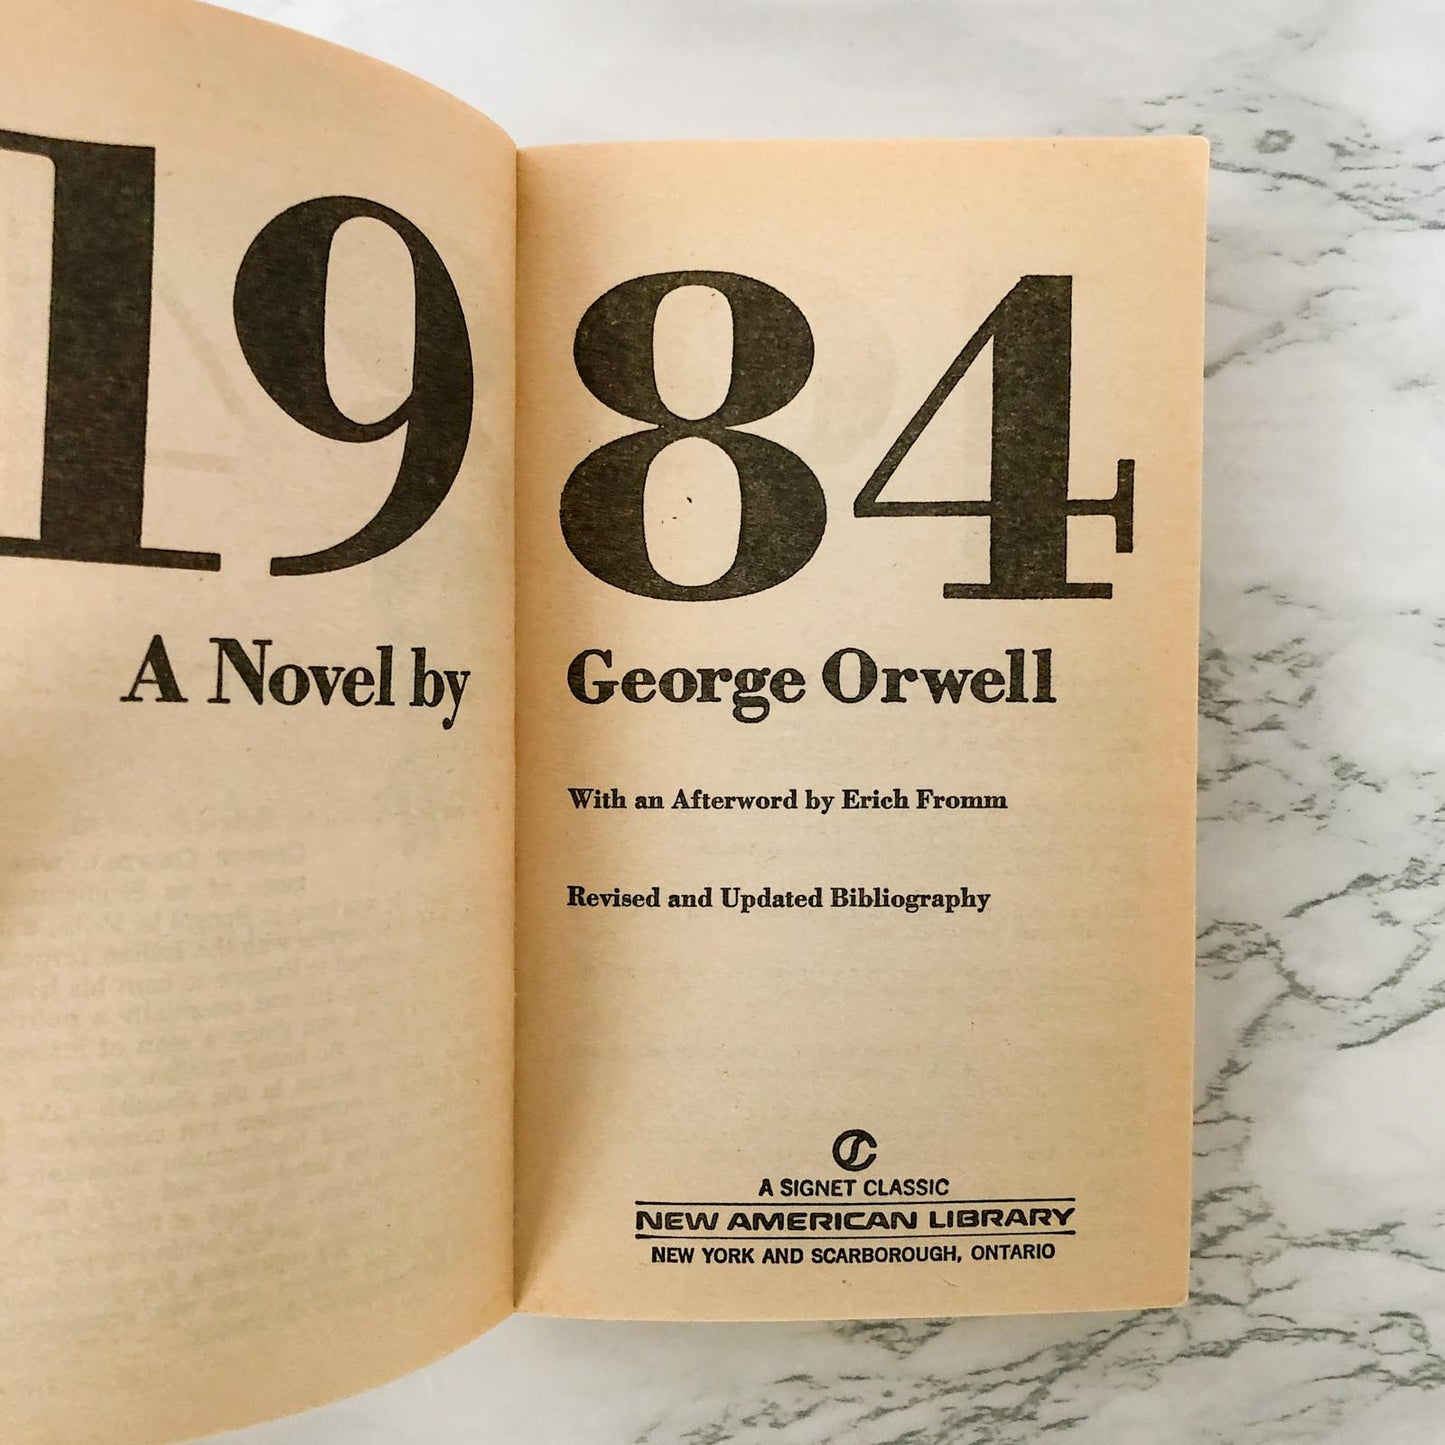 1984
A Novel by George Orwell
With an Afterword by Erich Fromm
Revised and Updated Bibliography
A SIGNET CLASSIC
NEW AMERICAN LIBRARY
NEW YORK AND SCARBOROUGH, ONTARIO